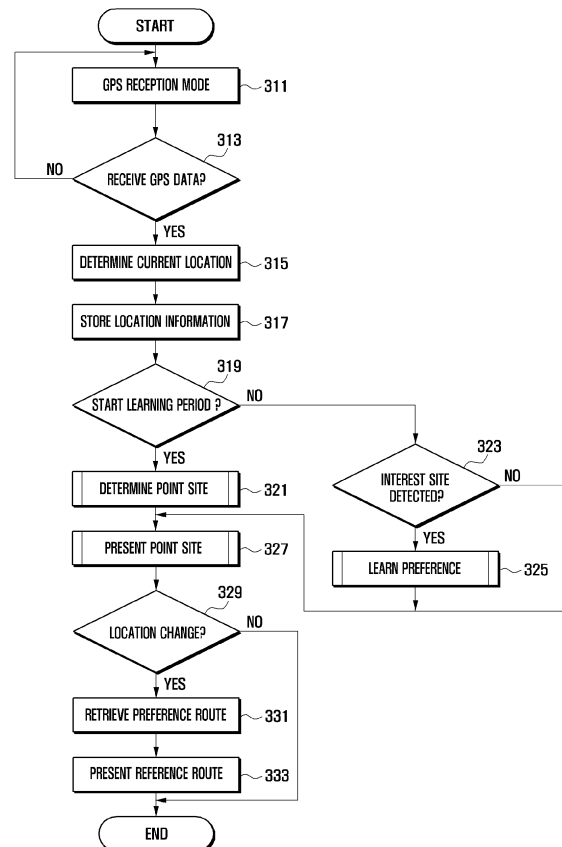 START
GPS RECEPTION MODE
311
313
RECEIVE GPS DATA?
NO
YES
DETERMINE CURRENT LOCATION
315
STORE LOCATION INFORMATION
317
319
START LEARNING PERIOD ?
NO
YES
323
INTEREST SITE
DETECTED?
NO
YES
DETERMINE POINT SITE
321
PRESENT POINT SITE
327
LEARN PREFERENCE
325
329
LOCATION CHANGE?
NO
YES
RETRIEVE PREFERENCE ROUTE
331
PRESENT REFERENCE ROUTE
333
END